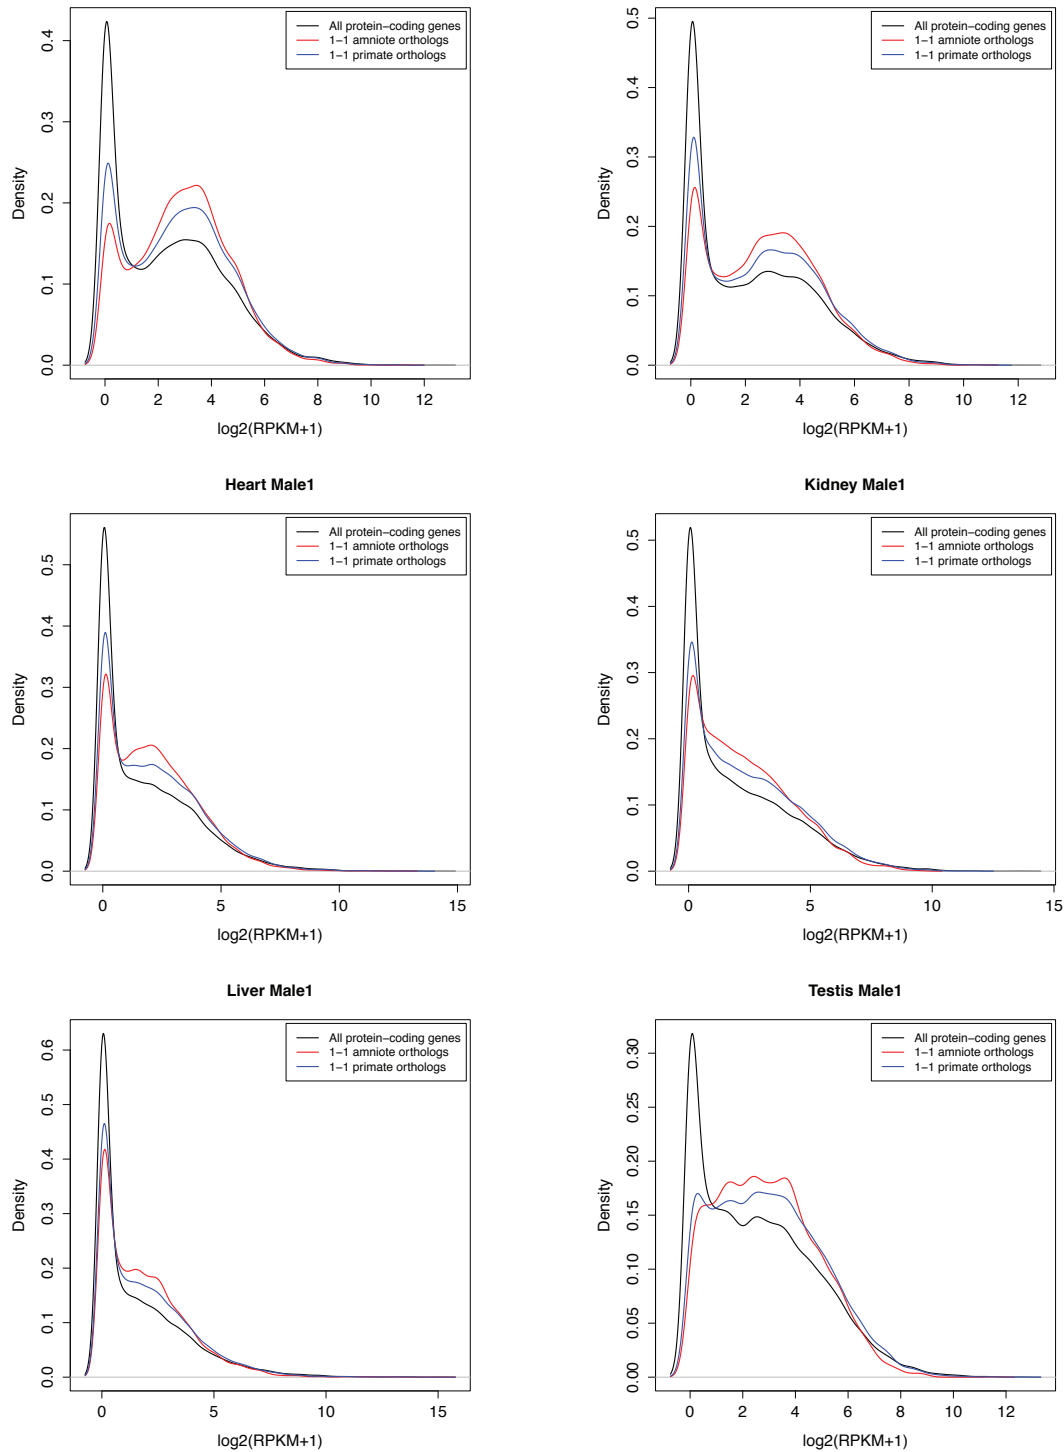 All protein−coding genes
1−1 amniote orthologs
1−1 primate orthologs
0.0
0.1
0.2
0.3
0.4
Density
0
2
4
6
8
10
12
log2(RPKM+1)
All protein−coding genes
1−1 amniote orthologs
1−1 primate orthologs
0.0
0.1
0.2
0.3
0.4
0.5
Density
0
2
4
6
8
10
12
log2(RPKM+1)
Heart Male1
All protein−coding genes
1−1 amniote orthologs
1−1 primate orthologs
0.0
0.1
0.2
0.3
0.4
0.5
Density
0
5
10
15
log2(RPKM+1)
Kidney Male1
All protein−coding genes
1−1 amniote orthologs
1−1 primate orthologs
0.0
0.1
0.2
0.3
0.4
0.5
Density
0
5
10
15
log2(RPKM+1)
Liver Male1
All protein−coding genes
1−1 amniote orthologs
1−1 primate orthologs
0.0
0.1
0.2
0.3
0.4
0.5
0.6
Density
0
5
10
15
log2(RPKM+1)
Testis Male1
All protein−coding genes
1−1 amniote orthologs
1−1 primate orthologs
0.00
0.05
0.10
0.15
0.20
0.25
0.30
Density
0
2
4
6
8
10
12
log2(RPKM+1)